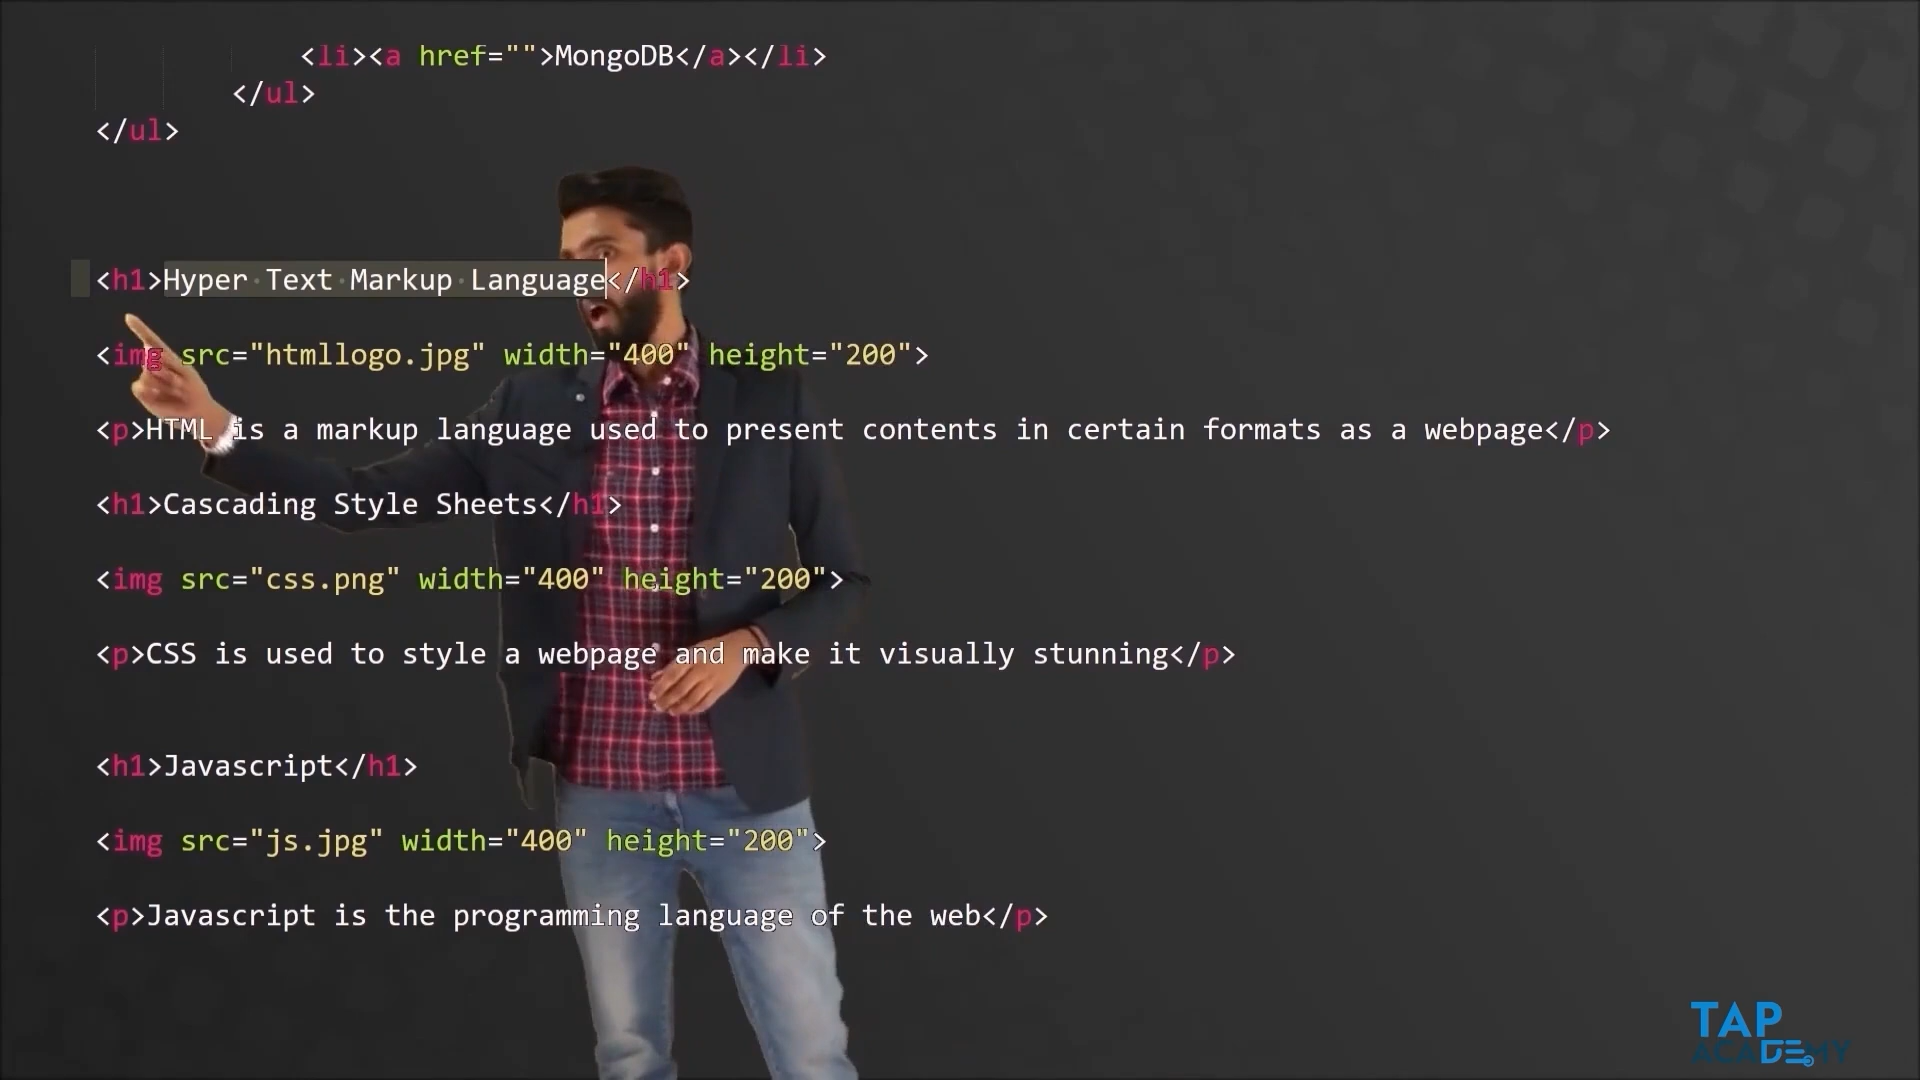 <li><a href="">MongoDB</a></li>
</ul>
</ul>
<h1>Hyper Text Markup Language</h1>
<img src="htmllogo.jpg" width="400" height="200">
<p>HTML is a markup language used to present contents in certain formats as a webpage</p>
<h1>Cascading Style Sheets</h1>
<img src="css.png" width="400" height="200">
<p>CSS is used to style a webpage and make it visually stunning</p>
<h1>Javascript</h1>
<img src="js.jpg" width="400" height="200">
<p>Javascript is the programming language of the web</p>
TAP
ACADEMY